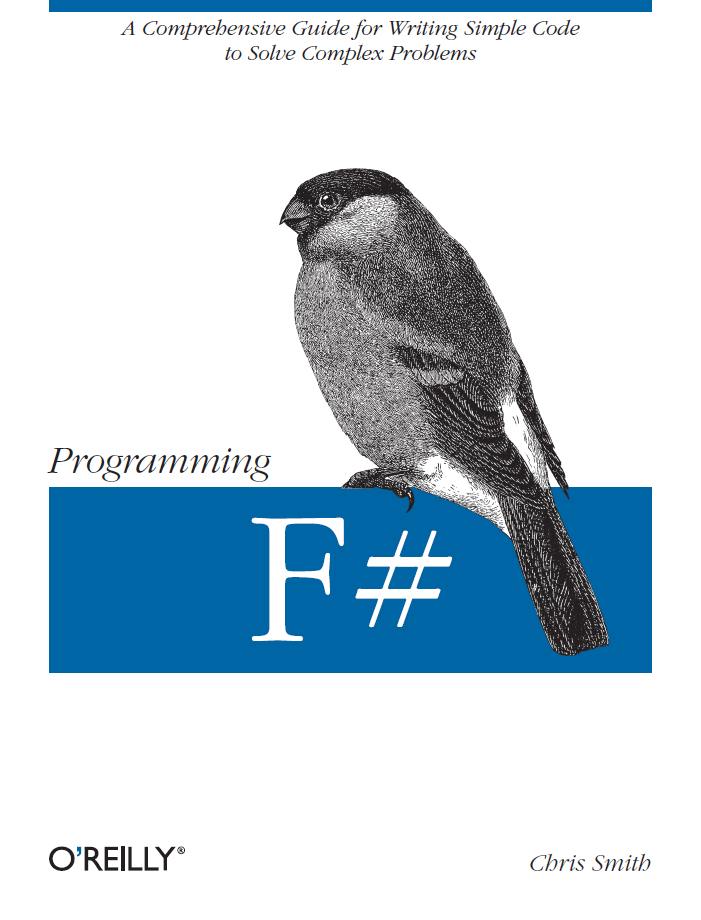 A Comprehensive Guide for Writing Simple Code
to Solve Complex Problems
Programming
F#
O'REILLY®
Chris Smith